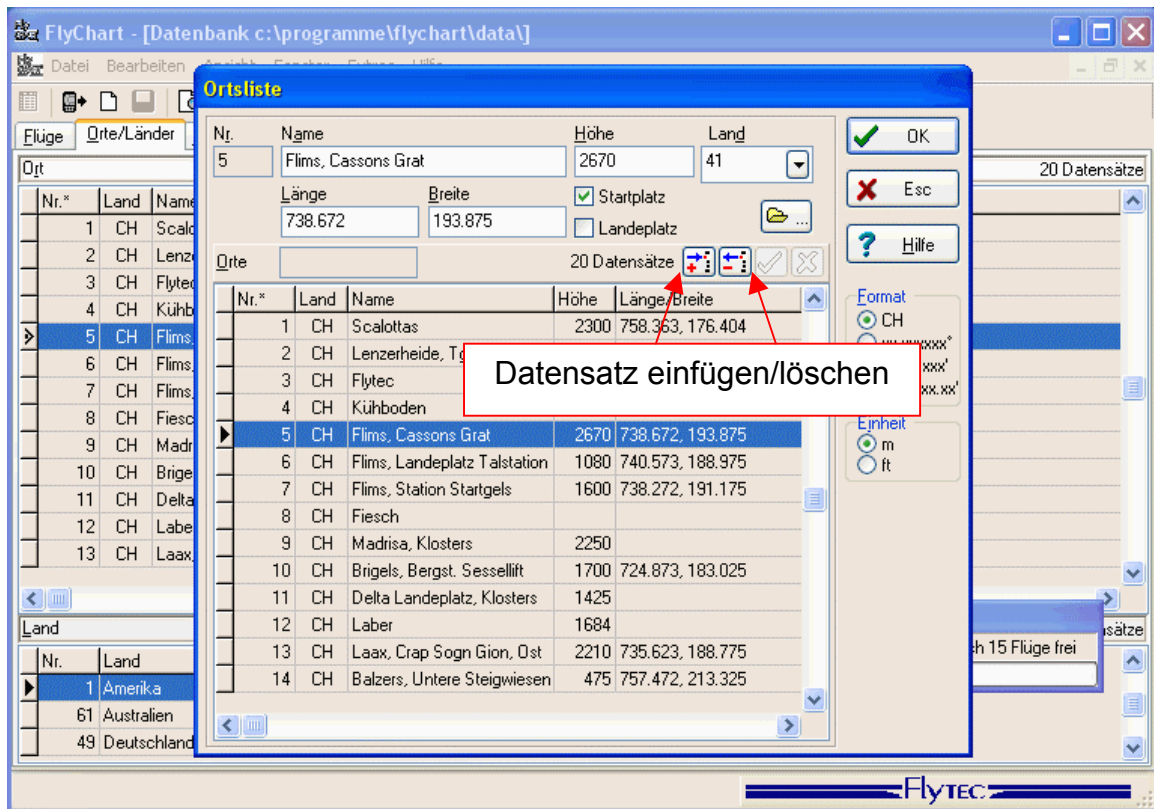 FlyChart - [Datenbank c:\programme\flychart\data\]
Datei Bearbeiten
Flüge Orte/Länder
Ort 20 Datensätze
Nr.* Land Name
1 CH
2 CH
3 CH
4 CH
5 CH Flims,
6 CH Flims,
7 CH Flims,
8 CH
9 CH
10 CH
11 CH Delta
12 CH
13 CH Laax,
Land
Nr. Land
1 Amerika
61 Australien
49 Deutschland
15 Flüge frei
Ortsliste
Nr. Name Höhe Land
5 Flims, Cassons Grat 2670 41
Länge Breite
738.672 193.875
Startplatz
Landeplatz
...
Orte 20 Datensätze
Nr.* Land Name Höhe Länge/Breite
1 CH Scalottas 2300 758.363, 176.404
2 CH Lenzerheide,
3 CH Flytec
4 CH Kühboden
5 CH Flims, Cassons Grat 2670 738.672, 193.875
6 CH Flims, Landeplatz Talstation 1080 740.573, 188.975
7 CH Flims, Station Startgels 1600 738.272, 191.175
8 CH Fiesch
9 CH Madrisa, Klosters 2250
10 CH Brigels, Bergst. Sessellift 1700 724.873, 183.025
11 CH Delta Landeplatz, Klosters 1425
12 CH Laber 1684
13 CH Laax, Crap Sogn Gion, Ost 2210 735.623, 188.775
14 CH Balzers, Untere Steigwiesen 475 757.472, 213.325
Datensatz einfügen/löschen
OK
Esc
Hilfe
Format
CH
Einheit
m
ft
FLYTEC